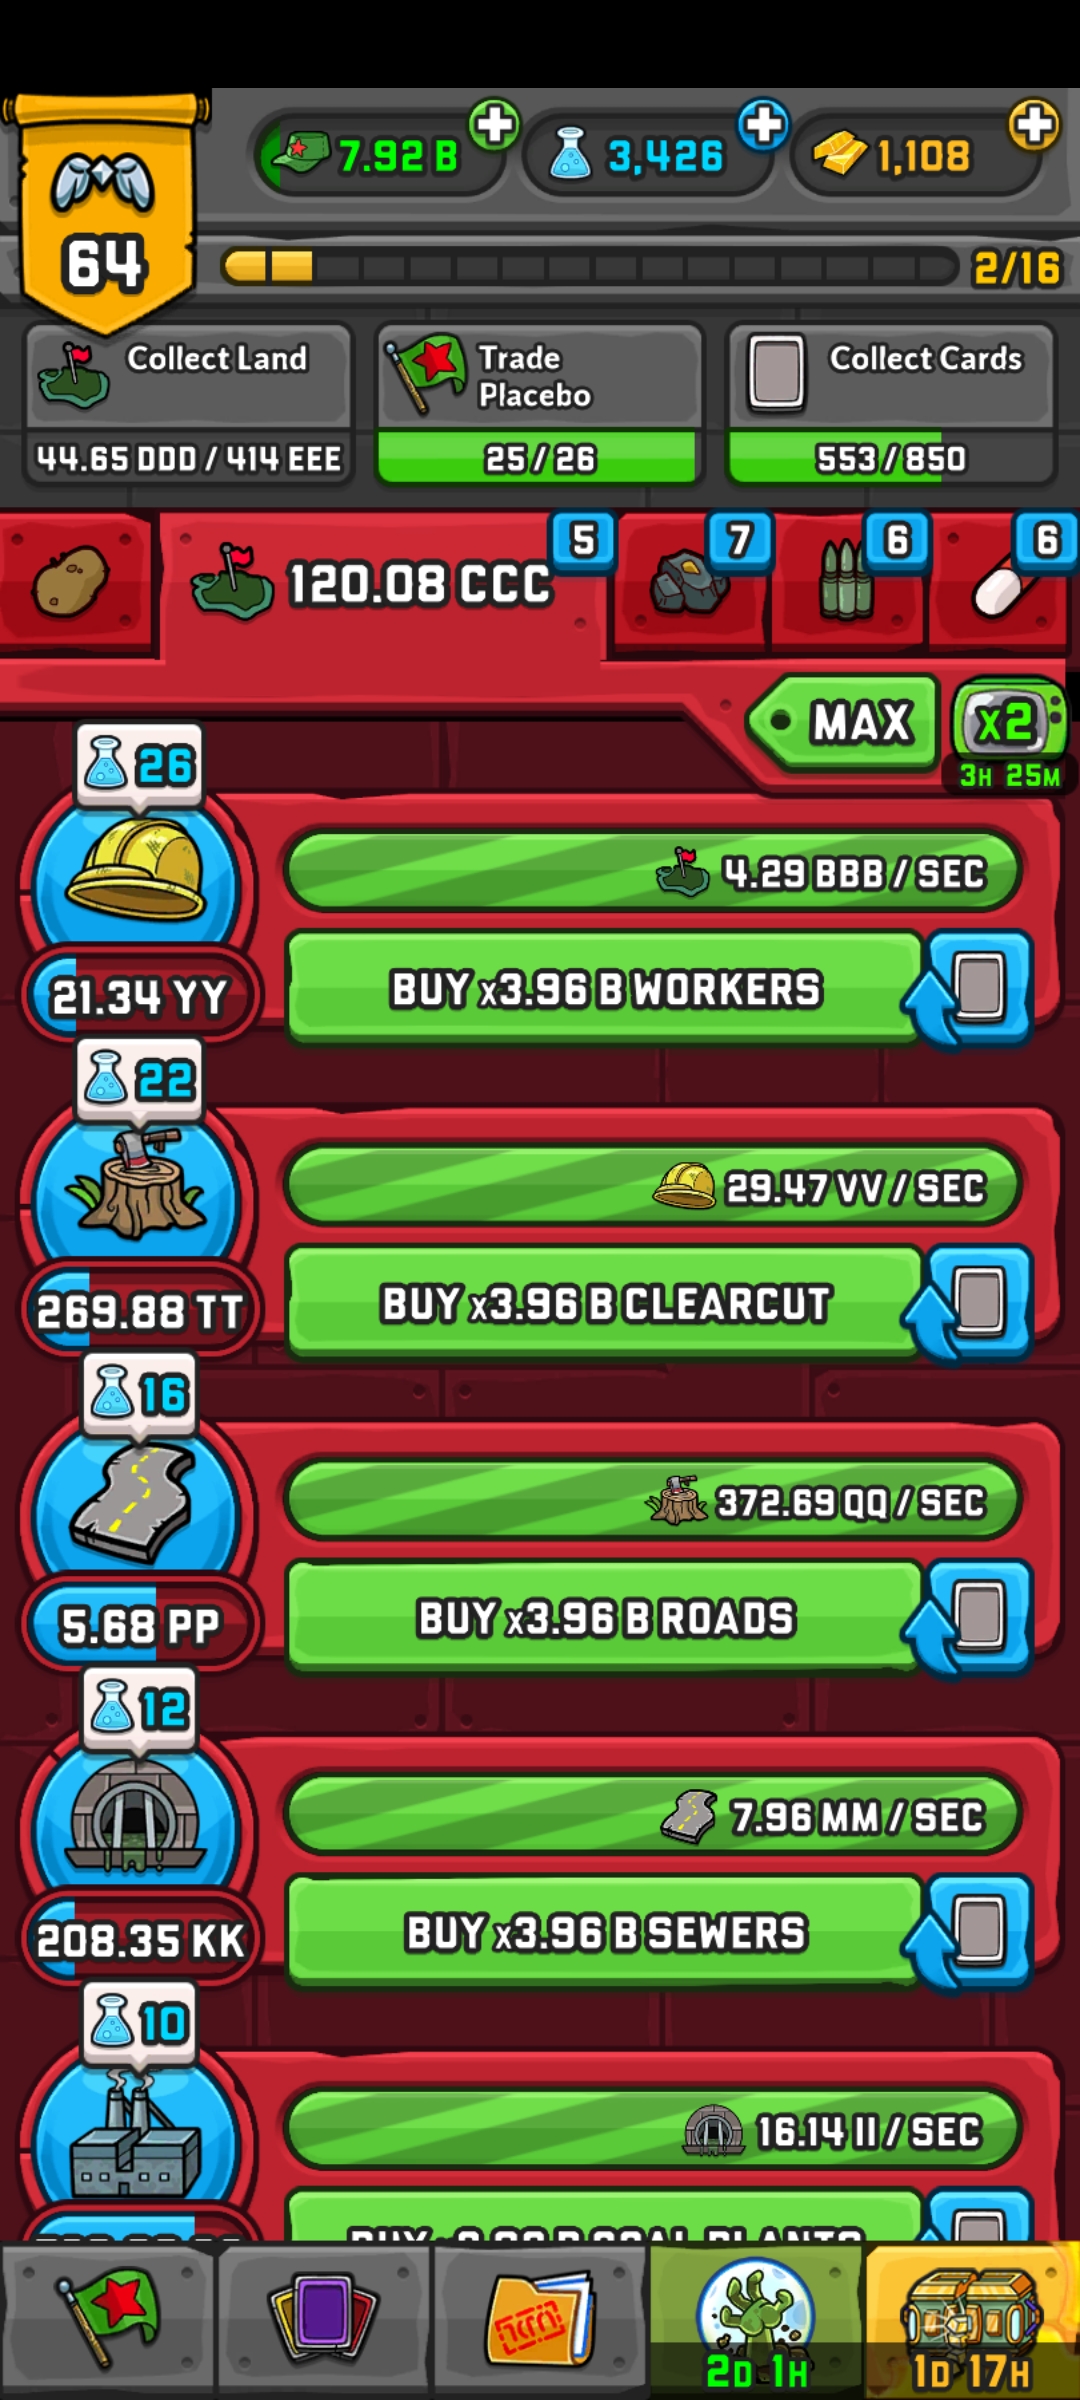 7.92 B
3,426
1,108
64
2/16
Collect Land
44.65 DDD / 414 EEE
Trade
Placebo
25 / 26
Collect Cards
553 / 850
120.08 CCC
5
7
6
6
MAX
x2
3H 25M
26
4.29 BBB / SEC
21.34 YY
BUY x3.96 B WORKERS
22
29.47 VV / SEC
269.88 TT
BUY x3.96 B CLEARCUT
16
372.69 QQ / SEC
5.68 PP
BUY x3.96 B ROADS
12
7.96 MM / SEC
208.35 KK
BUY x3.96 B SEWERS
10
16.14 II / SEC
2D 1H
1D 17H